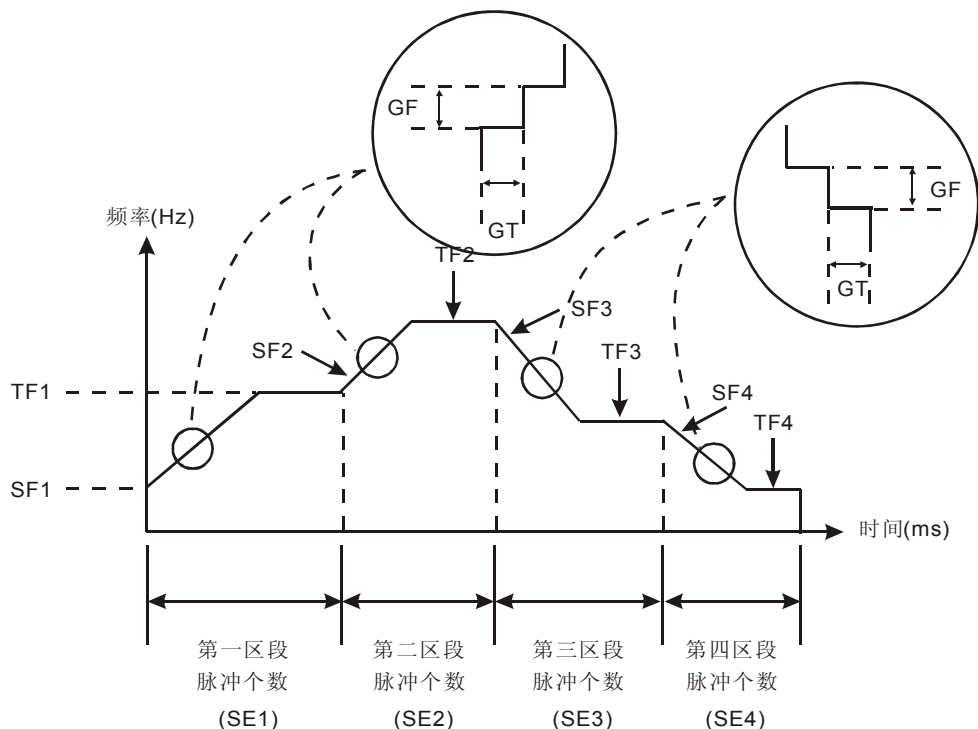 GF
GT
GF
GT
频率(Hz)
TF2
SF3
SF2
TF3
TF1
SF4
TF4
SF1
时间(ms)
第一区段
脉冲个数
(SE1)
第二区段
脉冲个数
(SE2)
第三区段
脉冲个数
(SE3)
第四区段
脉冲个数
(SE4)